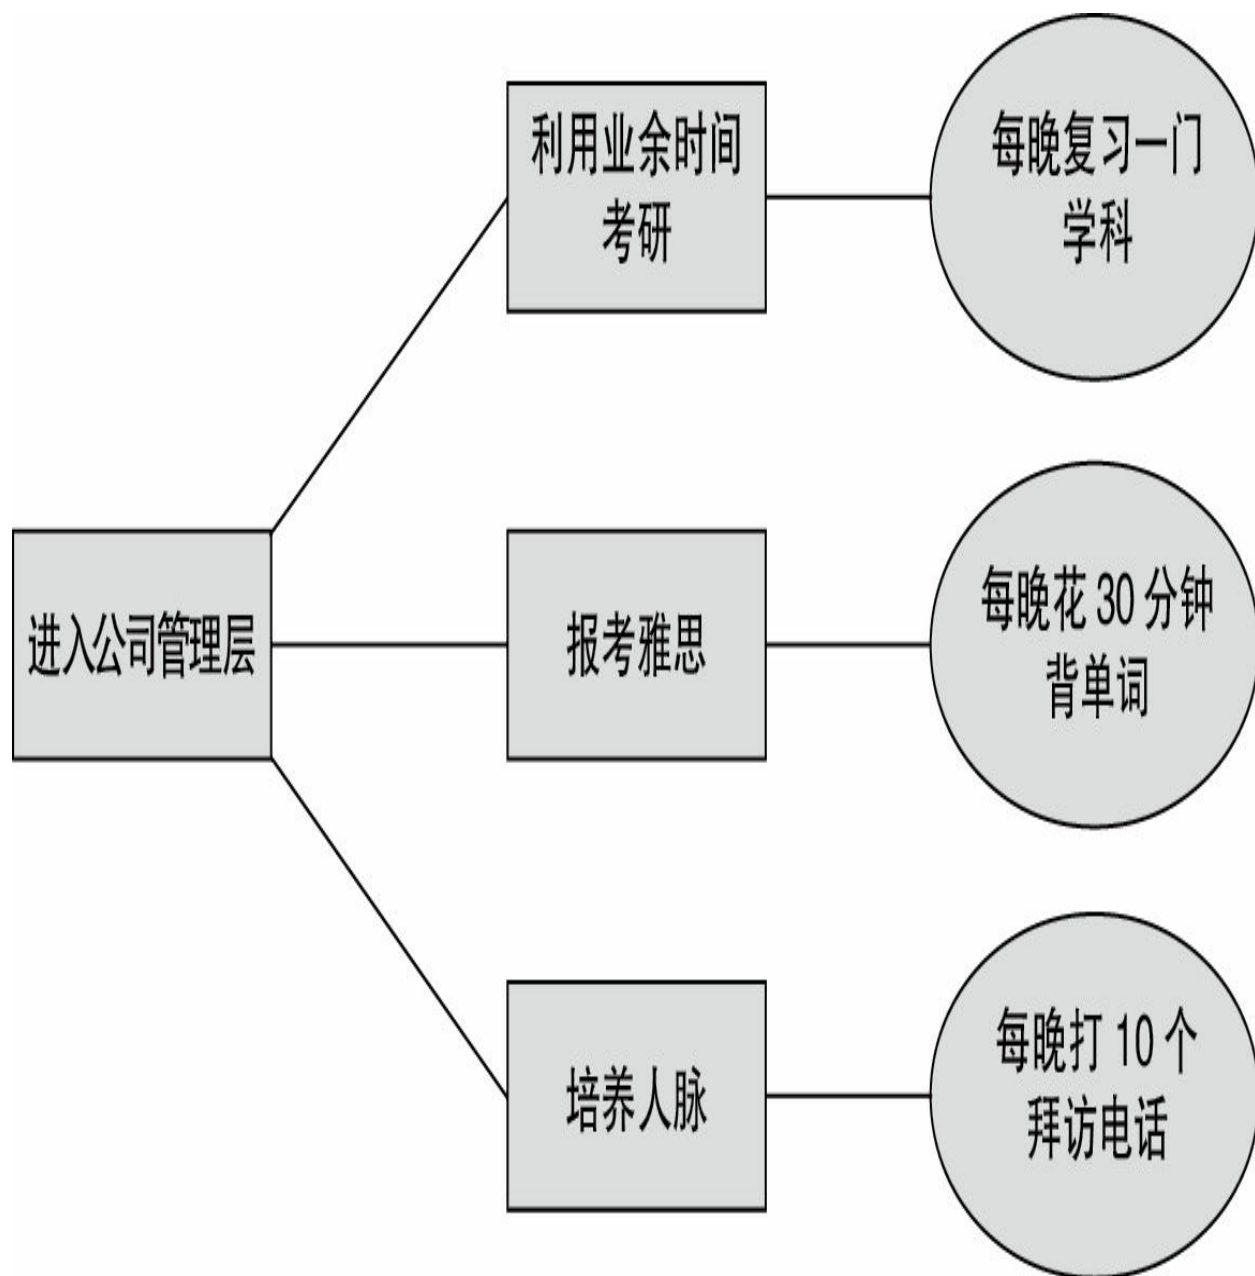 利用业余时间
考研
每晚复习一门
学科
进入公司管理层
报考雅思
每晚花 30 分钟
背单词
培养人脉
每晚打 10 个
拜访电话